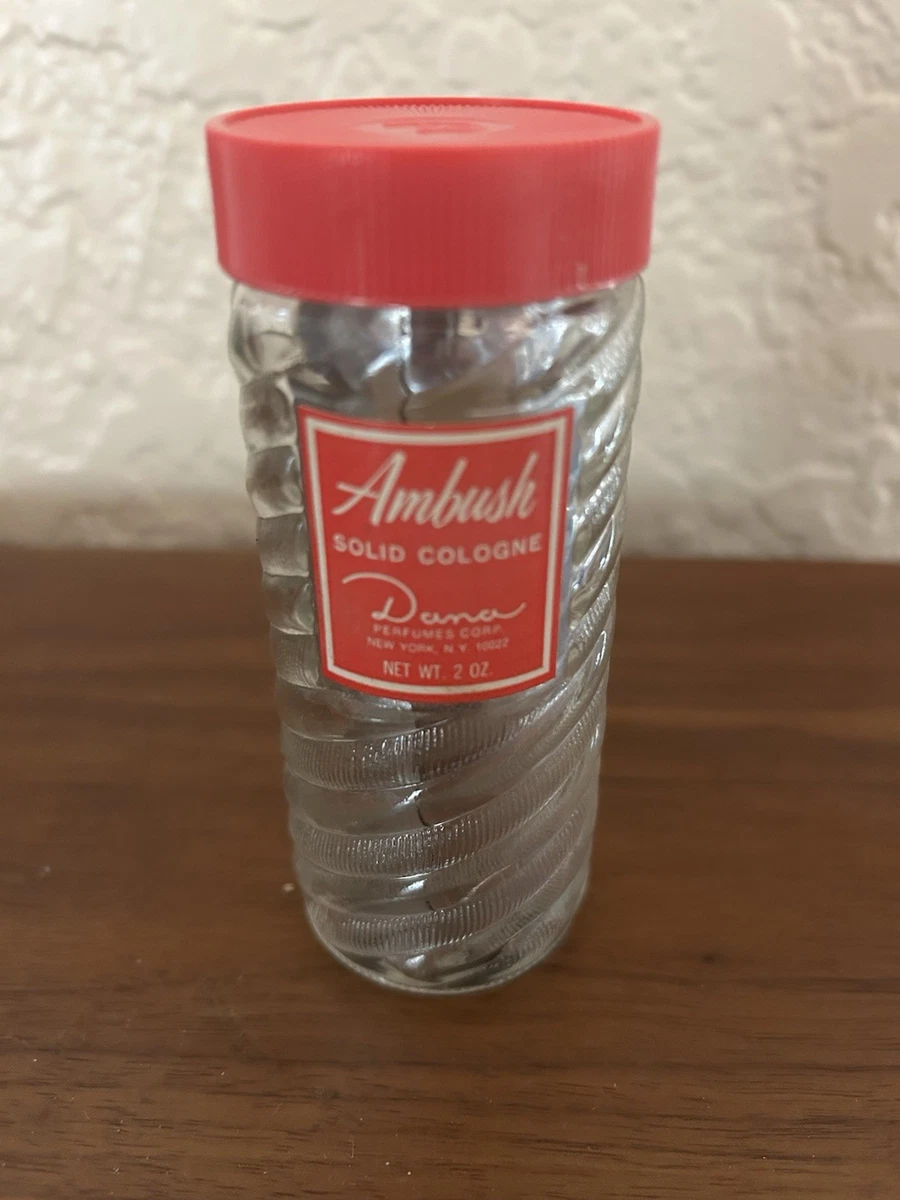 Ambush
SOLID COLOGNE
Dana
PERFUMES CORP.
NEW YORK, N.Y. 10022
NET WT. 2 OZ.